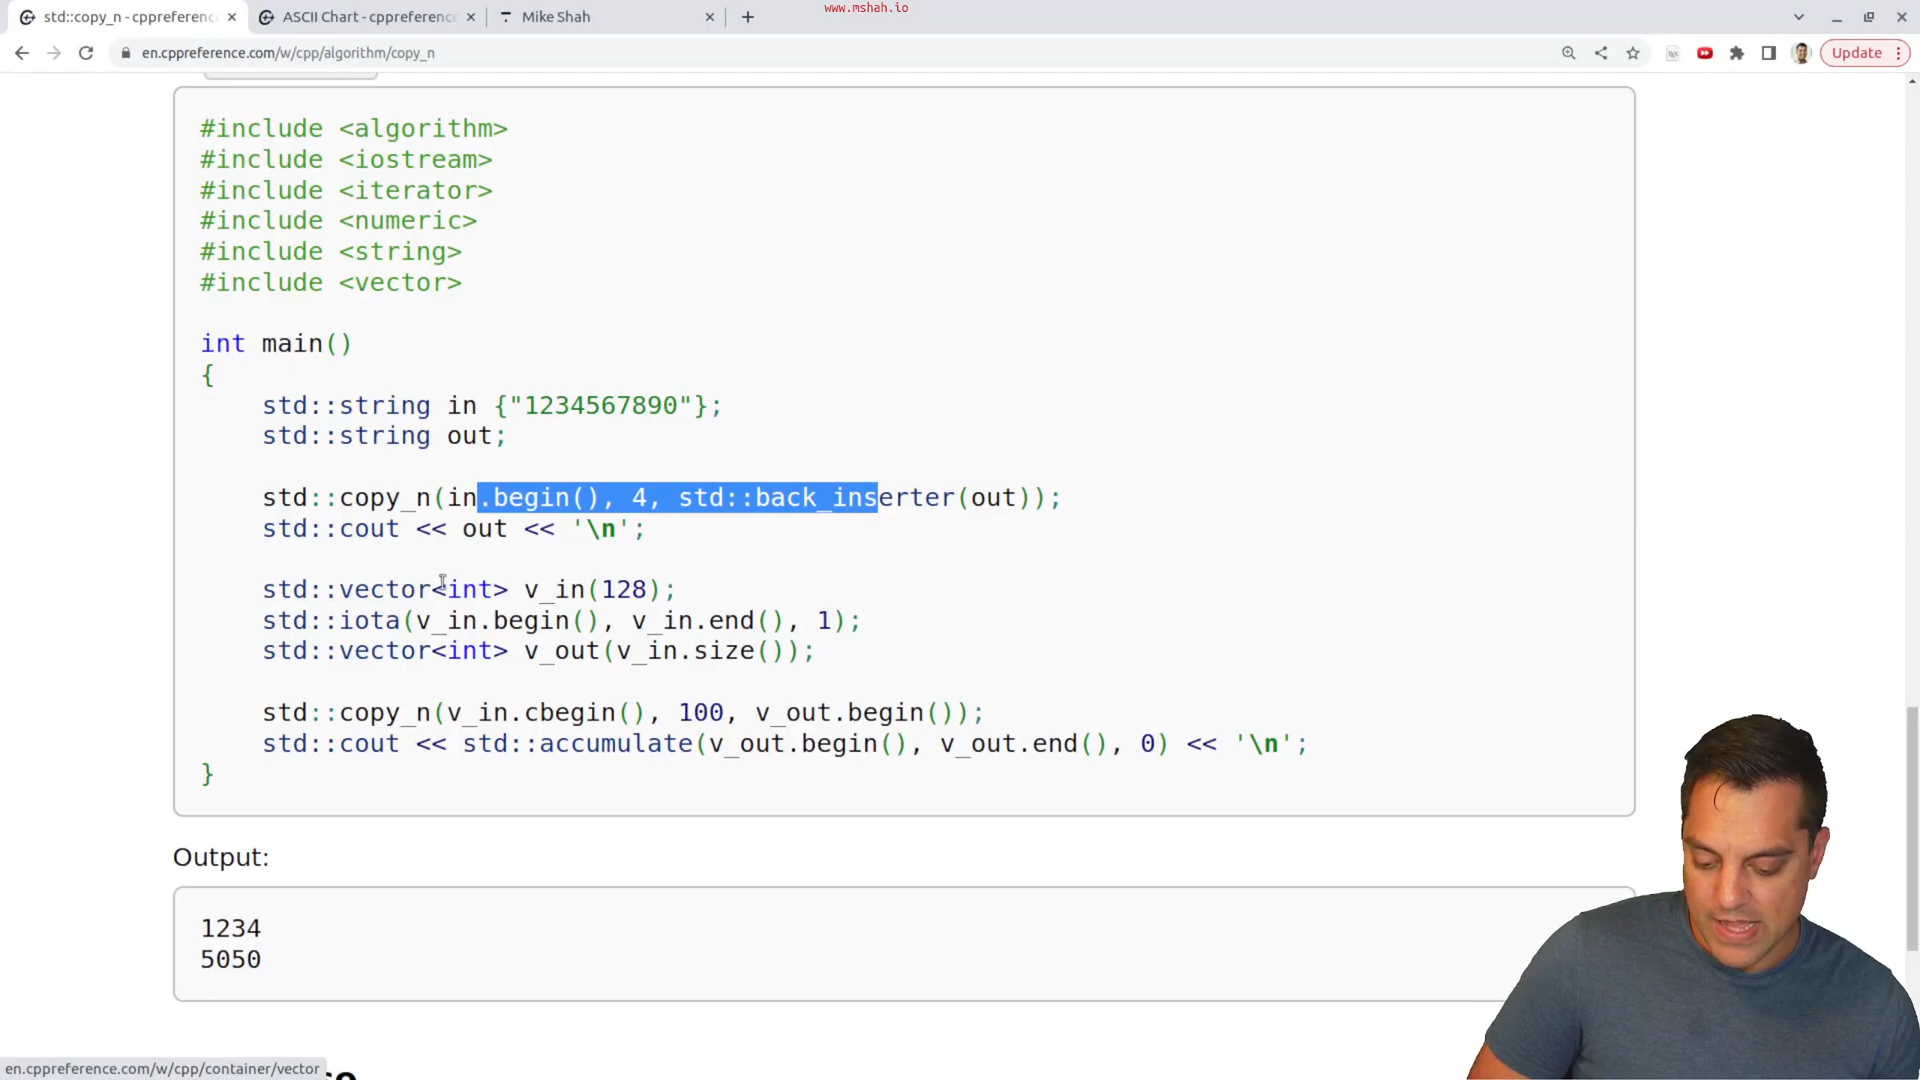 std::copy_n - cppreferenc
ASCII Chart - cppreference
Mike Shah
www.mshah.io
en.cppreference.com/w/cpp/algorithm/copy_n
Update
#include <algorithm>
#include <iostream>
#include <iterator>
#include <numeric>
#include <string>
#include <vector>
int main()
{
std::string in {"1234567890"};
std::string out;
std::copy_n(in.begin(), 4, std::back_inserter(out));
std::cout << out << '\n';
std::vector<int> v_in(128);
std::iota(v_in.begin(), v_in.end(), 1);
std::vector<int> v_out(v_in.size());
std::copy_n(v_in.cbegin(), 100, v_out.begin());
std::cout << std::accumulate(v_out.begin(), v_out.end(), 0) << '\n';
}
Output:
1234
5050
en.cppreference.com/w/cpp/container/vector